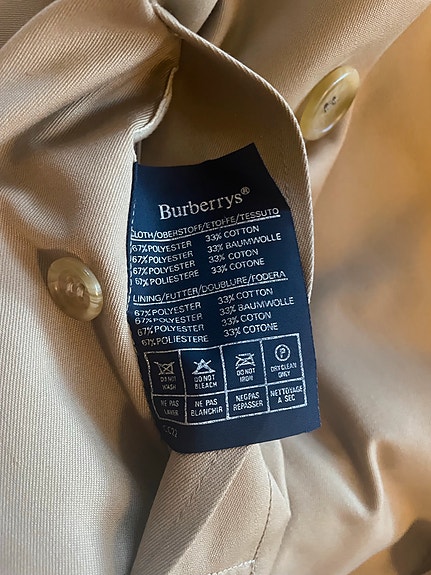 Burberrys®
CLOTH/OBERSTOFF/ETOFFE/TESSUTO
67% POLYESTER 33% COTTON
67% POLYESTER 33% BAUMWOLLE
67% POLYESTER 33% COTON
67% POLIESTERE 33% COTONE
LINING/FUTTER/DOUBLURE/FODERA
67% POLYESTER 33% COTTON
67% POLYESTER 33% BAUMWOLLE
67% POLYESTER 33% COTON
67% POLIESTERE 33% COTONE
P
DO NOT WASH DO NOT BLEACH DO NOT IRON DRY CLEAN ONLY
NE PAS LAVER NE PAS BLANCHIR NE PAS REPASSER NETTOYAGE A SEC